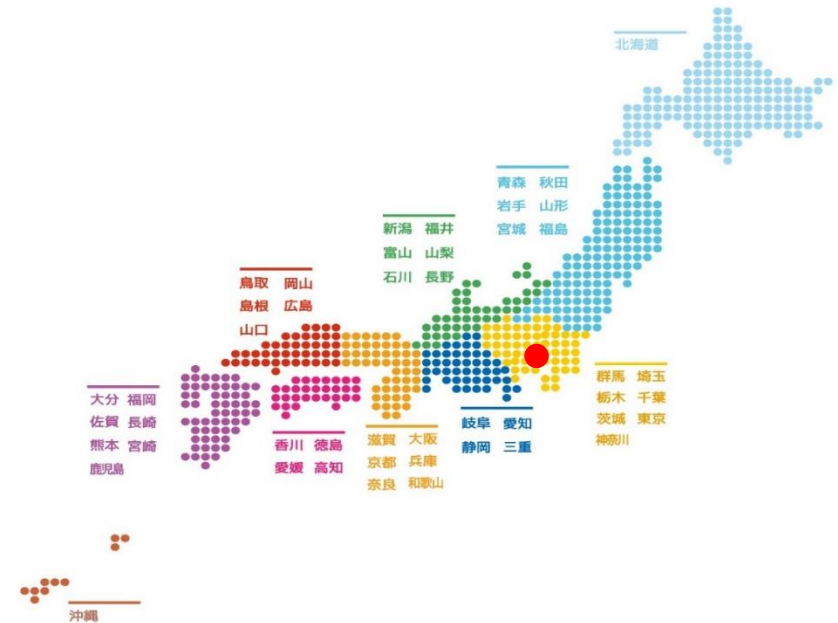 北海道
青森 秋田
岩手 山形
宮城 福島
新潟 福井
富山 山梨
石川 長野
鳥取 岡山
島根 広島
山口
群馬 埼玉
栃木 千葉
茨城 東京
神奈川
大分 福岡
佐賀 長崎
熊本 宮崎
鹿児島
香川 徳島
愛媛 高知
滋賀 大阪
京都 兵庫
奈良 和歌山
岐阜 愛知
静岡 三重
沖縄